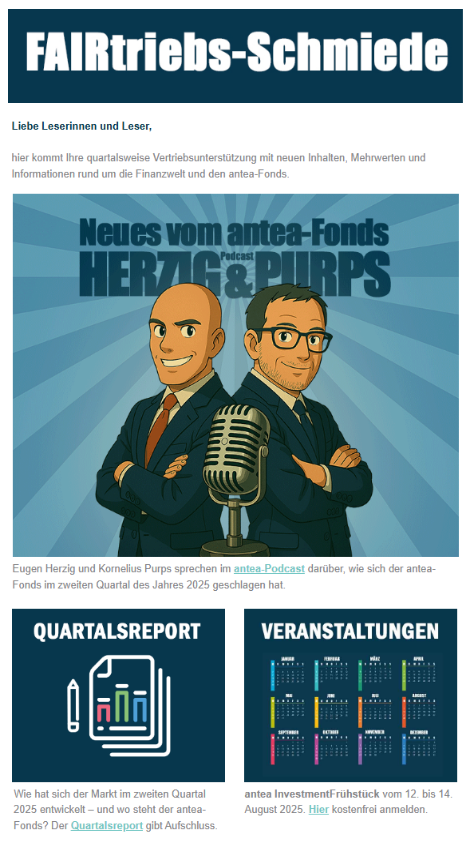 FAIRtriebs-Schmiede
Liebe Leserinnen und Leser,
hier kommt Ihre quartalsweise Vertriebsunterstützung mit neuen Inhalten, Mehrwerten und
Informationen rund um die Finanzwelt und den antea-Fonds.
Neues vom antea-Fonds
Podcast
HERZIG & PURPS
Eugen Herzig und Kornelius Purps sprechen im antea-Podcast darüber, wie sich der antea-
Fonds im zweiten Quartal des Jahres 2025 geschlagen hat.
QUARTALSREPORT
Wie hat sich der Markt im zweiten Quartal
2025 entwickelt – und wo steht der antea-
Fonds? Der Quartalsreport gibt Aufschluss.
VERANSTALTUNGEN
JANUAR FEBRUAR MÄRZ APRIL
MAI JUNI JULI AUGUST
SEPTEMBER OKTOBER NOVEMBER DEZEMBER
antea InvestmentFrühstück vom 12. bis 14.
August 2025. Hier kostenfrei anmelden.